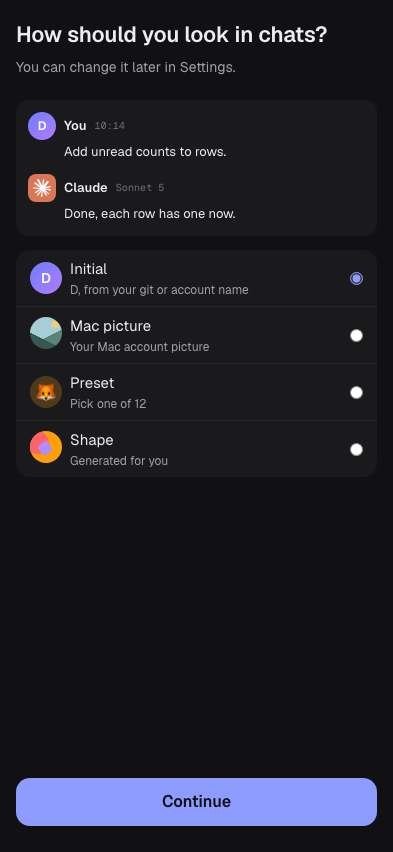 How should you look in chats?
You can change it later in Settings.
D
You 10:14
Add unread counts to rows.
Claude Sonnet 5
Done, each row has one now.
D
Initial
D, from your git or account name
Mac picture
Your Mac account picture
Preset
Pick one of 12
Shape
Generated for you
Continue